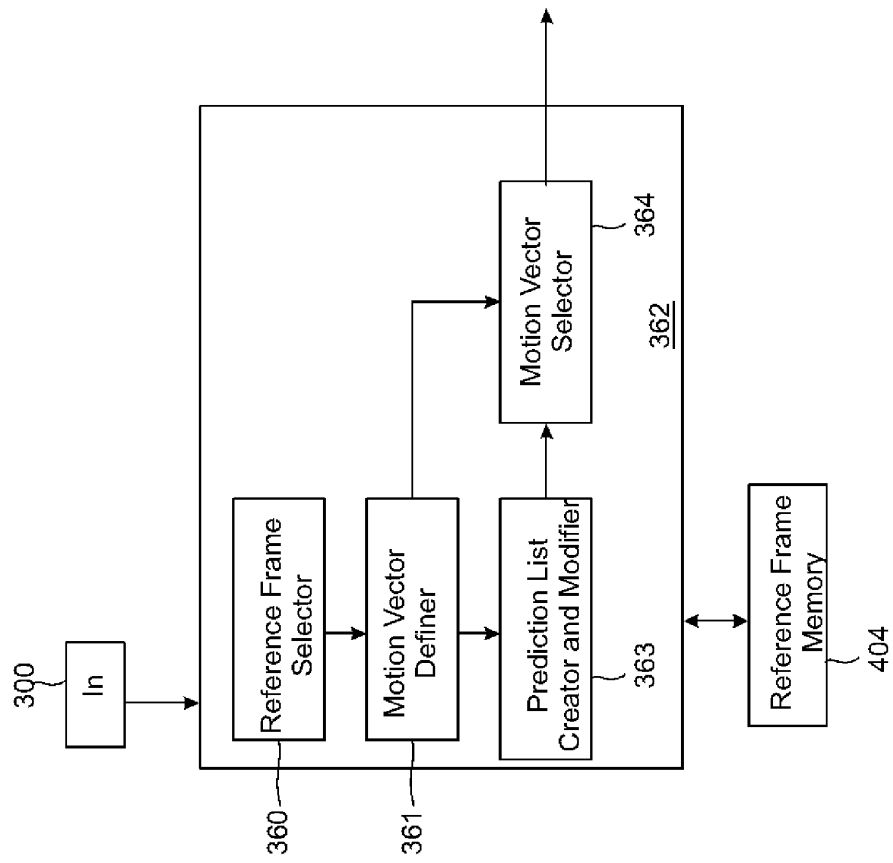 300
In
360
Reference Frame
Selector
361
Motion Vector
Definer
Prediction List
Creator and Modifier
363
Motion Vector
Selector
364
362
Reference Frame
Memory
404